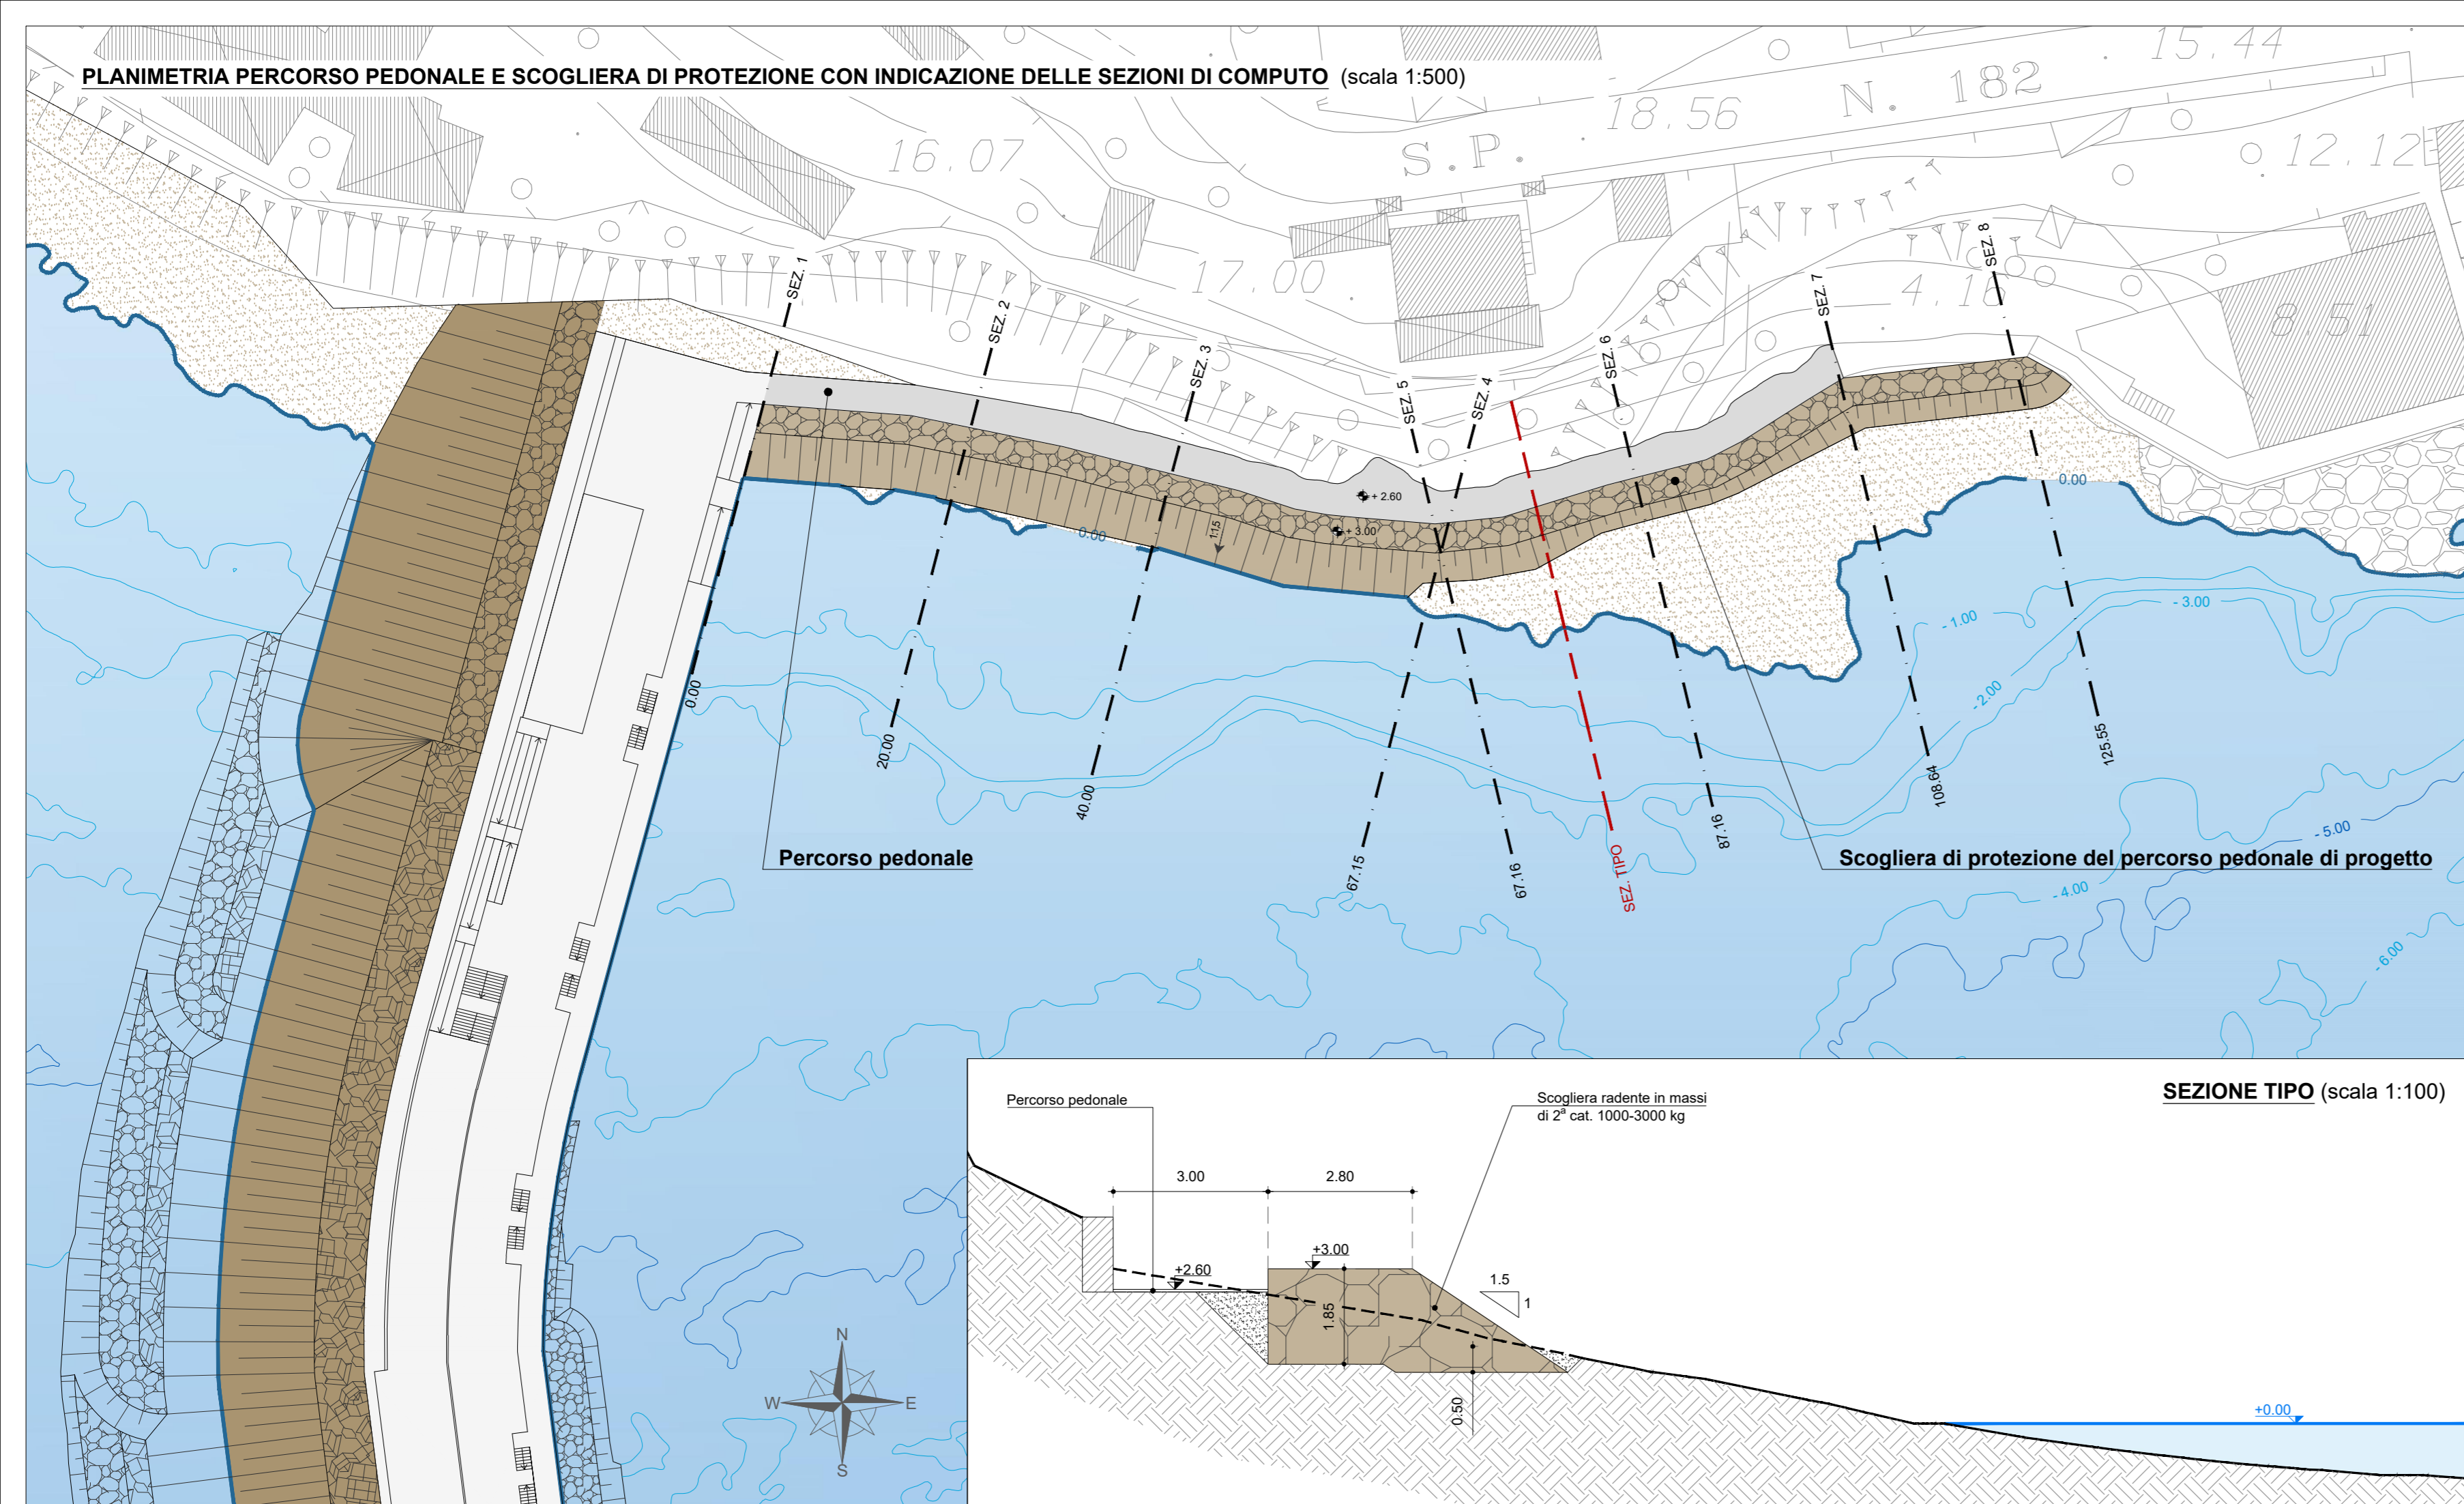 PLANIMETRIA PERCORSO PEDONALE E SCOGLIERA DI PROTEZIONE CON INDICAZIONE DELLE SEZIONI DI COMPUTO (scala 1:500)
15.44
N. 182
18.56
S.P.
16.07
12.12
17.00
4.16
8.51
SEZ. 1
SEZ. 2
SEZ. 3
SEZ. 5
SEZ. 4
SEZ. 6
SEZ. 7
SEZ. 8
+ 2.60
+ 3.00
1:1.5
0.00
0.00
- 1.00
- 2.00
- 3.00
- 4.00
- 5.00
- 6.00
0.00
20.00
40.00
67.15
67.16
SEZ. TIPO
87.16
108.64
125.55
Percorso pedonale
Scogliera di protezione del percorso pedonale di progetto
N
W
E
S
SEZIONE TIPO (scala 1:100)
Percorso pedonale
Scogliera radente in massi
di 2ª cat. 1000-3000 kg
3.00
2.80
+3.00
+2.60
1.85
1.5
1
0.50
+0.00